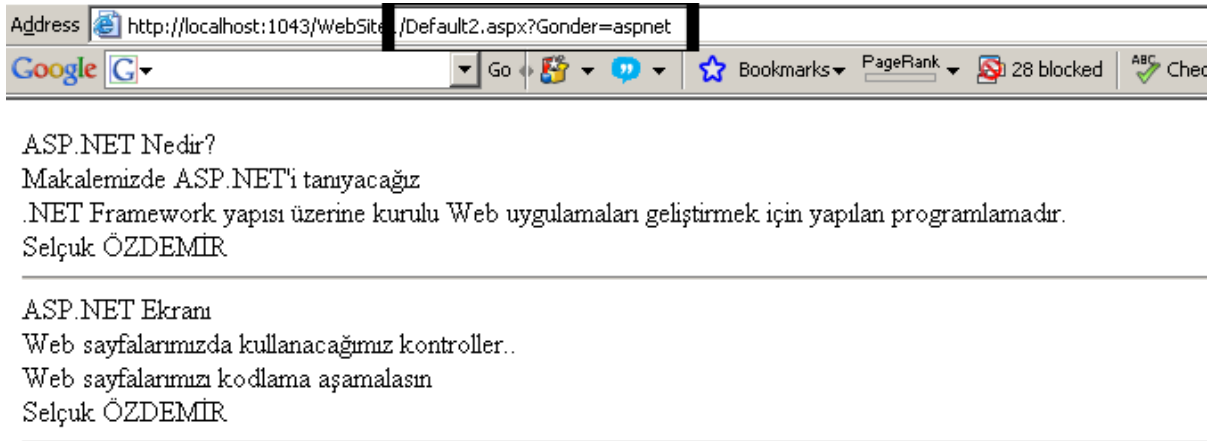 Address http://localhost:1043/WebSite1/Default2.aspx?Gonder=aspnet
Google G Go Bookmarks PageRank 28 blocked ABC Chec
ASP.NET Nedir?
Makalemizde ASP.NET'i tanıyacağız
.NET Framework yapısı üzerine kurulu Web uygulamaları geliştirmek için yapılan programlamadır.
Selçuk ÖZDEMİR
ASP.NET Ekranı
Web sayfalarımızda kullanacağımız kontroller..
Web sayfalarımızı kodlama aşamalasın
Selçuk ÖZDEMİR